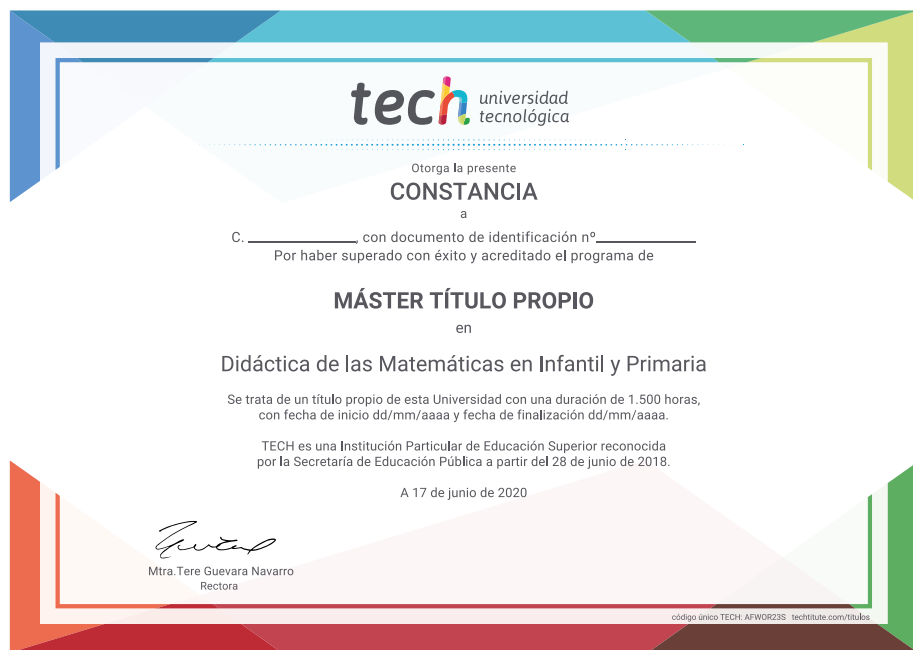 tech universidad
tecnológica
Otorga la presente
CONSTANCIA
a
C. ____________, con documento de identificación nº____________
Por haber superado con éxito y acreditado el programa de
MÁSTER TÍTULO PROPIO
en
Didáctica de las Matemáticas en Infantil y Primaria
Se trata de un título propio de esta Universidad con una duración de 1.500 horas,
con fecha de inicio dd/mm/aaaa y fecha de finalización dd/mm/aaaa.
TECH es una Institución Particular de Educación Superior reconocida
por la Secretaría de Educación Pública a partir del 28 de junio de 2018.
A 17 de junio de 2020
Mtra.Tere Guevara Navarro
Rectora
código único TECH: AFWOR23S techtitute.com/titulos